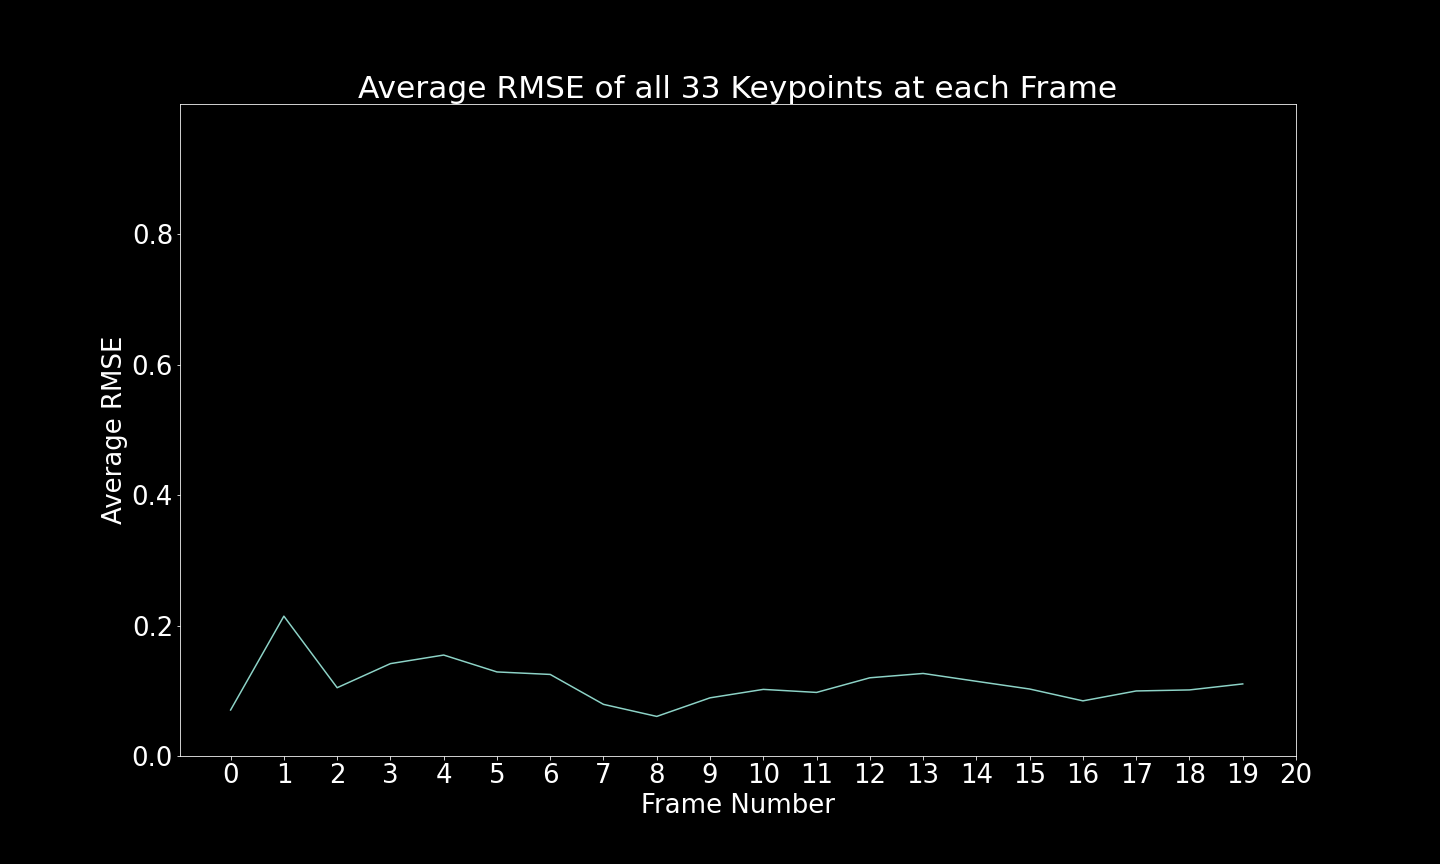 Average RMSE of all 33 Keypoints at each Frame
0.8
0.6
0.4
0.2
0.0
Average RMSE
0 1 2 3 4 5 6 7 8 9 10 11 12 13 14 15 16 17 18 19 20
Frame Number